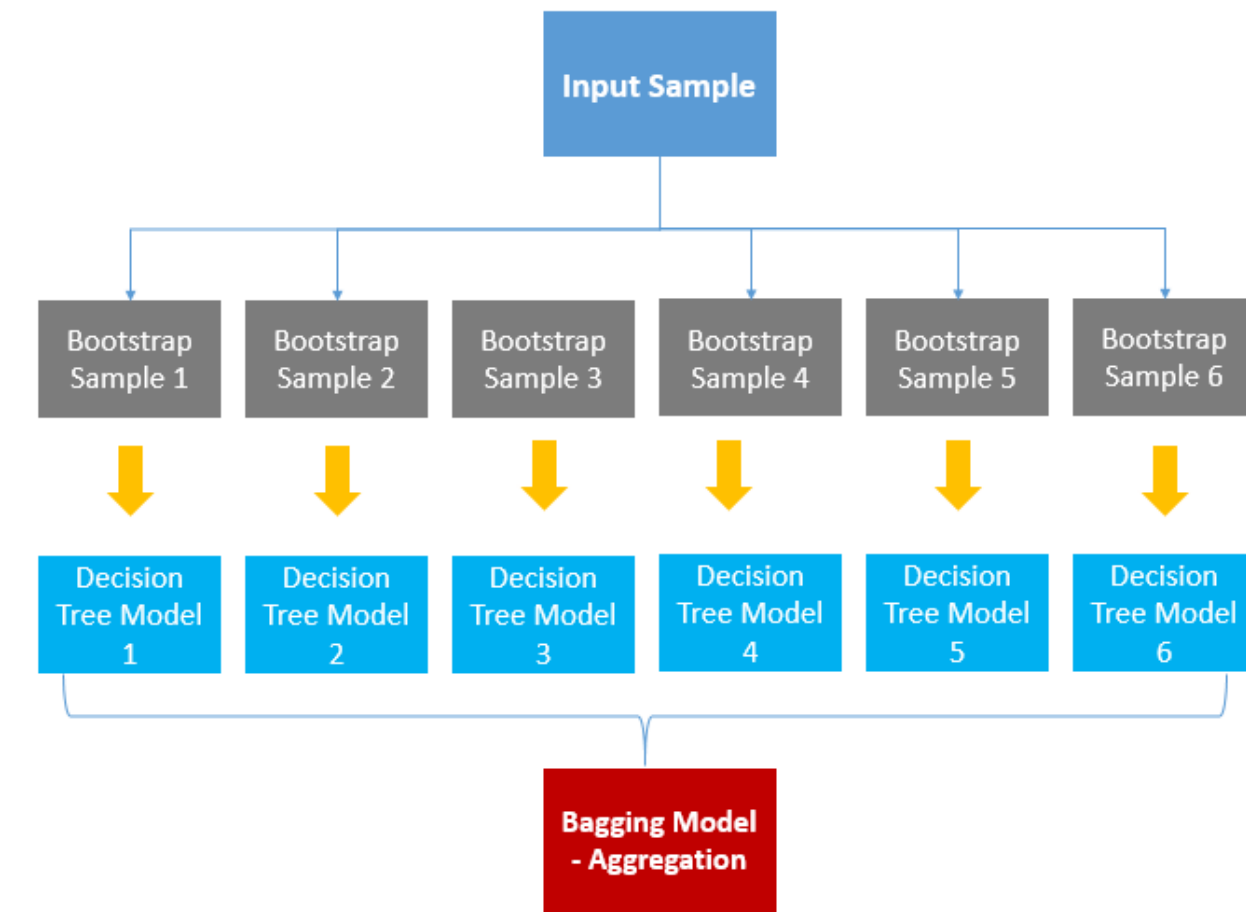 Input Sample
Bootstrap
Sample 1
Bootstrap
Sample 2
Bootstrap
Sample 3
Bootstrap
Sample 4
Bootstrap
Sample 5
Bootstrap
Sample 6
Decision
Tree Model
1
Decision
Tree Model
2
Decision
Tree Model
3
Decision
Tree Model
4
Decision
Tree Model
5
Decision
Tree Model
6
Bagging Model
- Aggregation